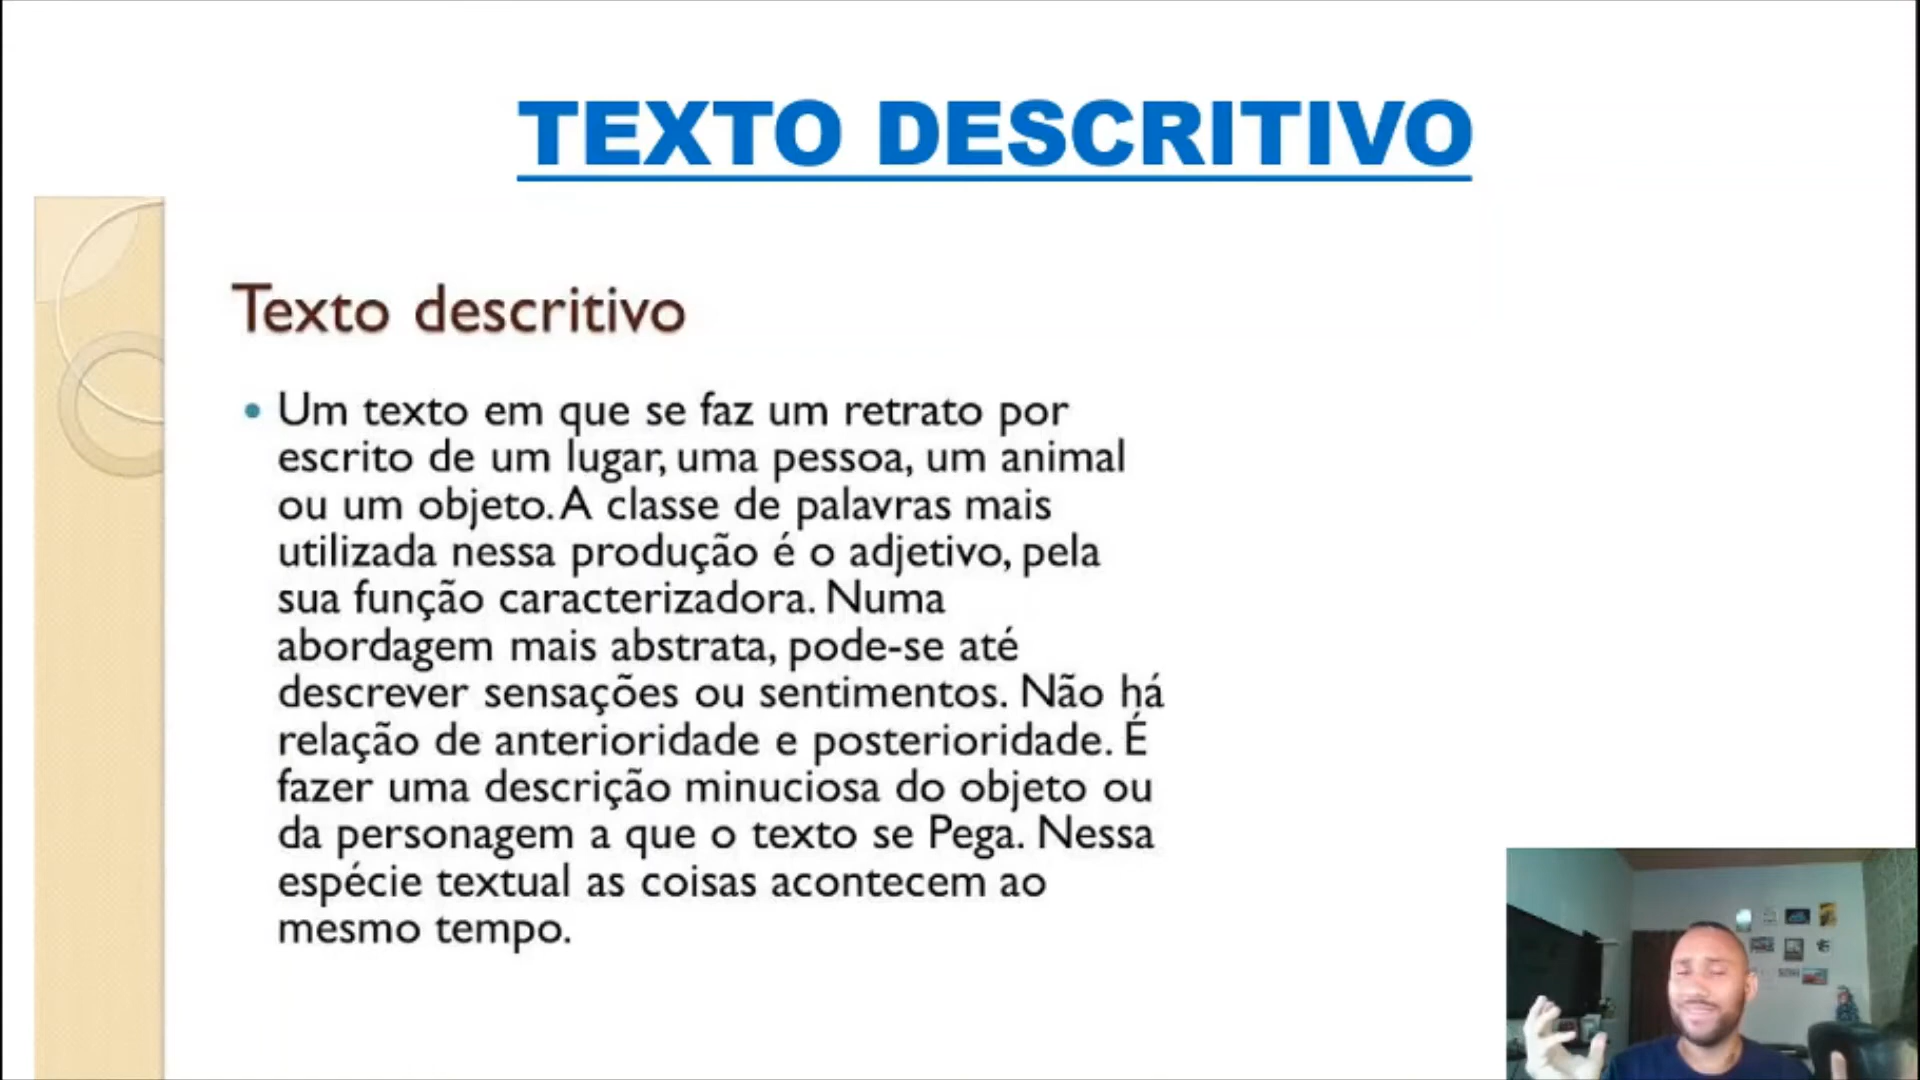 TEXTO DESCRITIVO
Texto descritivo
• Um texto em que se faz um retrato por
escrito de um lugar, uma pessoa, um animal
ou um objeto. A classe de palavras mais
utilizada nessa produção é o adjetivo, pela
sua função caracterizadora. Numa
abordagem mais abstrata, pode-se até
descrever sensações ou sentimentos. Não há
relação de anterioridade e posterioridade. É
fazer uma descrição minuciosa do objeto ou
da personagem a que o texto se Pega. Nessa
espécie textual as coisas acontecem ao
mesmo tempo.